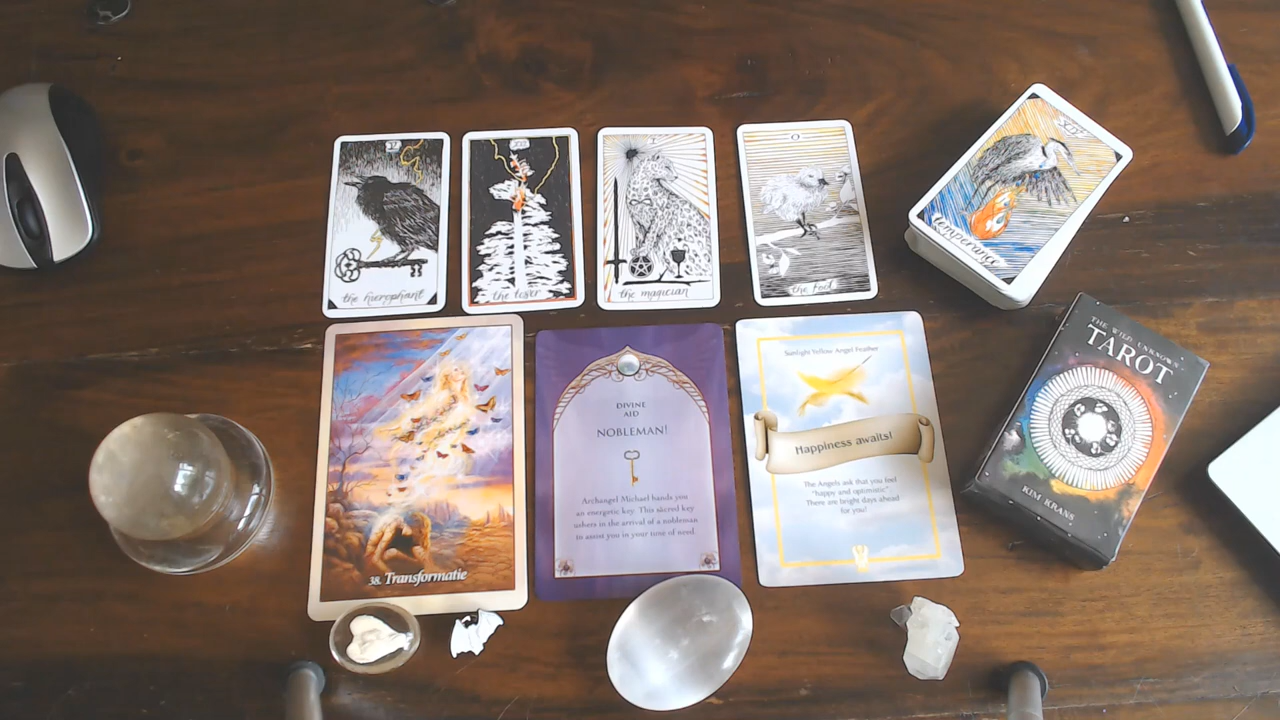 V
the hierophant
the tower
I
the magician
0
the fool
XIV
temperance
THE WILD UNKNOWN
TAROT
KIM KRANS
38. Transformatie
DIVINE
AID
NOBLEMAN!
Archangel Michael hands you
an energetic key. This sacred key
ushers in the arrival of a nobleman
to assist you in your time of need.
Sunlight Yellow Angel Feather
Happiness awaits!
The Angels ask that you feel
"happy and optimistic".
There are bright days ahead
for you!